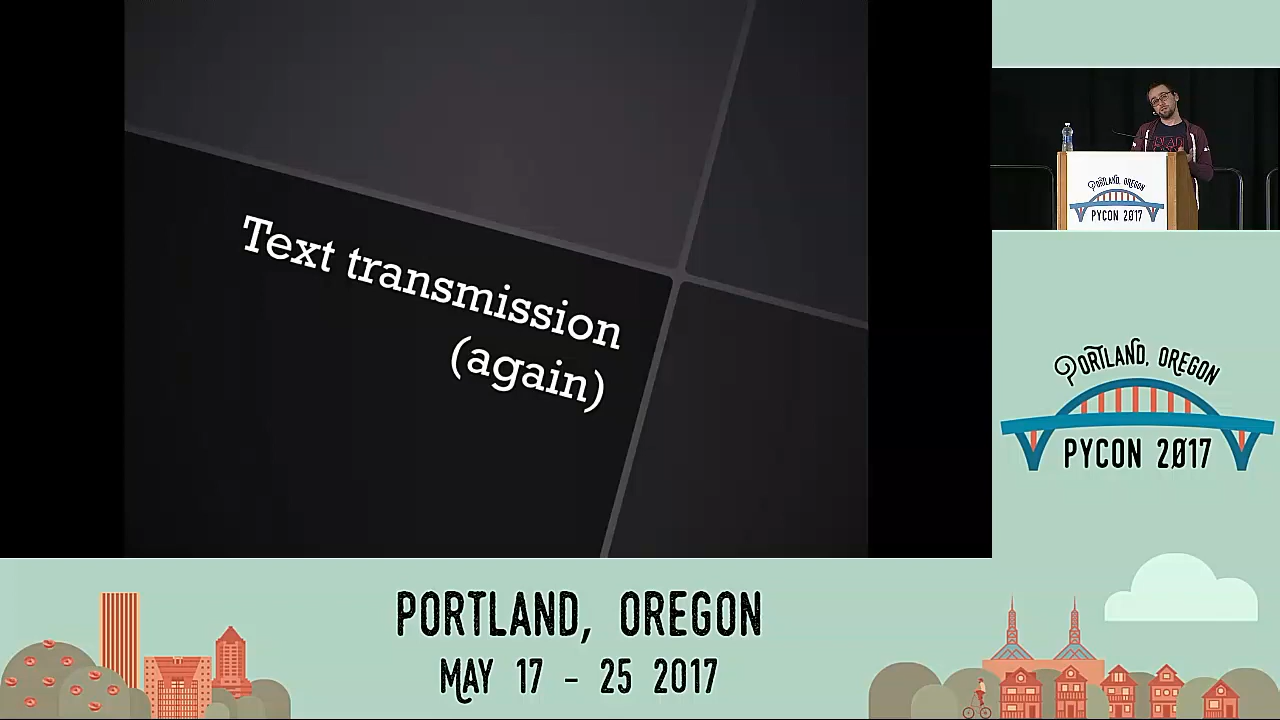 Text transmission
(again)
PORTLAND, OREGON
PYCON 2017
PORTLAND, OREGON
PYCON 2017
PORTLAND, OREGON
MAY 17 - 25 2017